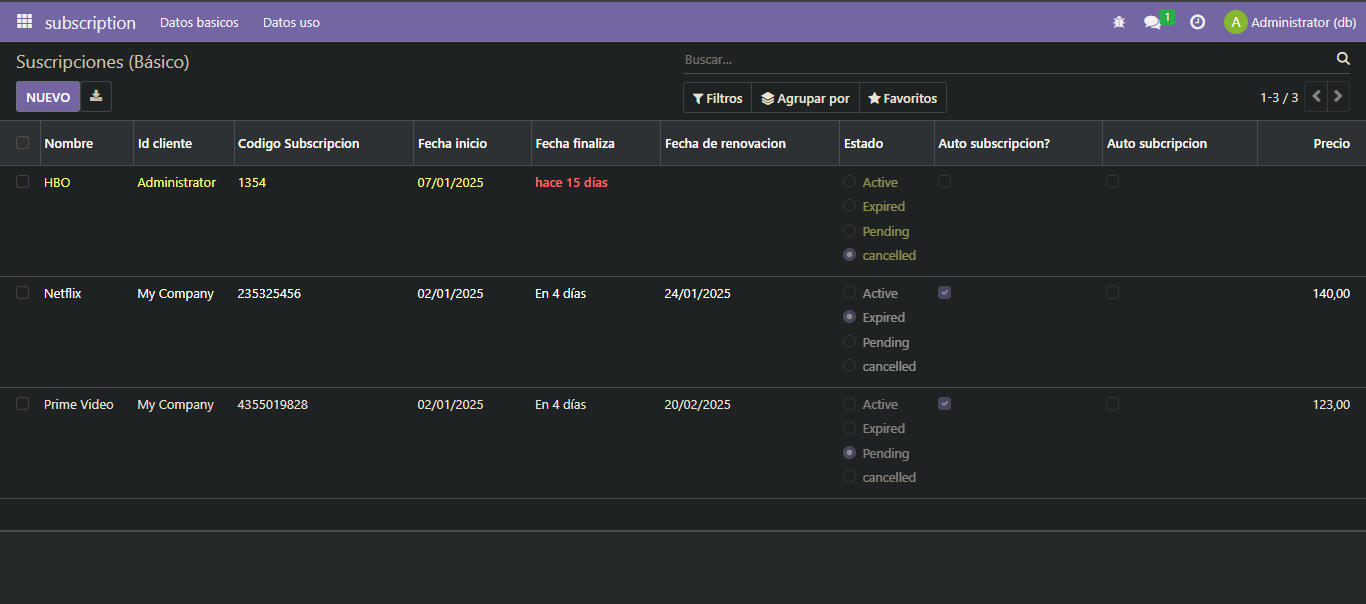 subscription Datos basicos Datos uso 1 A Administrator (db)
Suscripciones (Básico) Buscar...
NUEVO Filtros Agrupar por Favoritos 1-3 / 3
Nombre Id cliente Codigo Subscripcion Fecha inicio Fecha finaliza Fecha de renovacion Estado Auto subscripcion? Auto subcripcion Precio
HBO Administrator 1354 07/01/2025 hace 15 días Active
Expired
Pending
cancelled
Netflix My Company 235325456 02/01/2025 En 4 días 24/01/2025 Active 140,00
Expired
Pending
cancelled
Prime Video My Company 4355019828 02/01/2025 En 4 días 20/02/2025 Active 123,00
Expired
Pending
cancelled